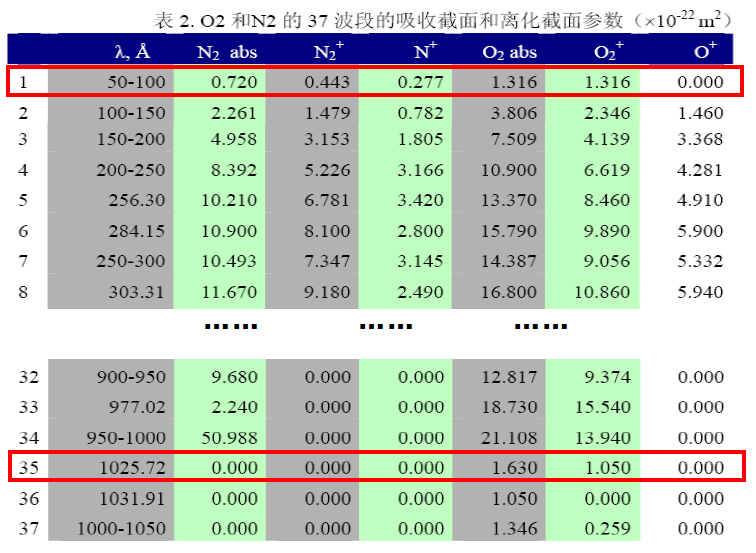 表 2. O2 和N2 的 37 波段的吸收截面和离化截面参数（×10-22 m2）
λ, Å N2 abs N2+ N+ O2 abs O2+ O+
1 50-100 0.720 0.443 0.277 1.316 1.316 0.000
2 100-150 2.261 1.479 0.782 3.806 2.346 1.460
3 150-200 4.958 3.153 1.805 7.509 4.139 3.368
4 200-250 8.392 5.226 3.166 10.900 6.619 4.281
5 256.30 10.210 6.781 3.420 13.370 8.460 4.910
6 284.15 10.900 8.100 2.800 15.790 9.890 5.900
7 250-300 10.493 7.347 3.145 14.387 9.056 5.332
8 303.31 11.670 9.180 2.490 16.800 10.860 5.940
…… …… ……
32 900-950 9.680 0.000 0.000 12.817 9.374 0.000
33 977.02 2.240 0.000 0.000 18.730 15.540 0.000
34 950-1000 50.988 0.000 0.000 21.108 13.940 0.000
35 1025.72 0.000 0.000 0.000 1.630 1.050 0.000
36 1031.91 0.000 0.000 0.000 1.050 0.000 0.000
37 1000-1050 0.000 0.000 0.000 1.346 0.259 0.000